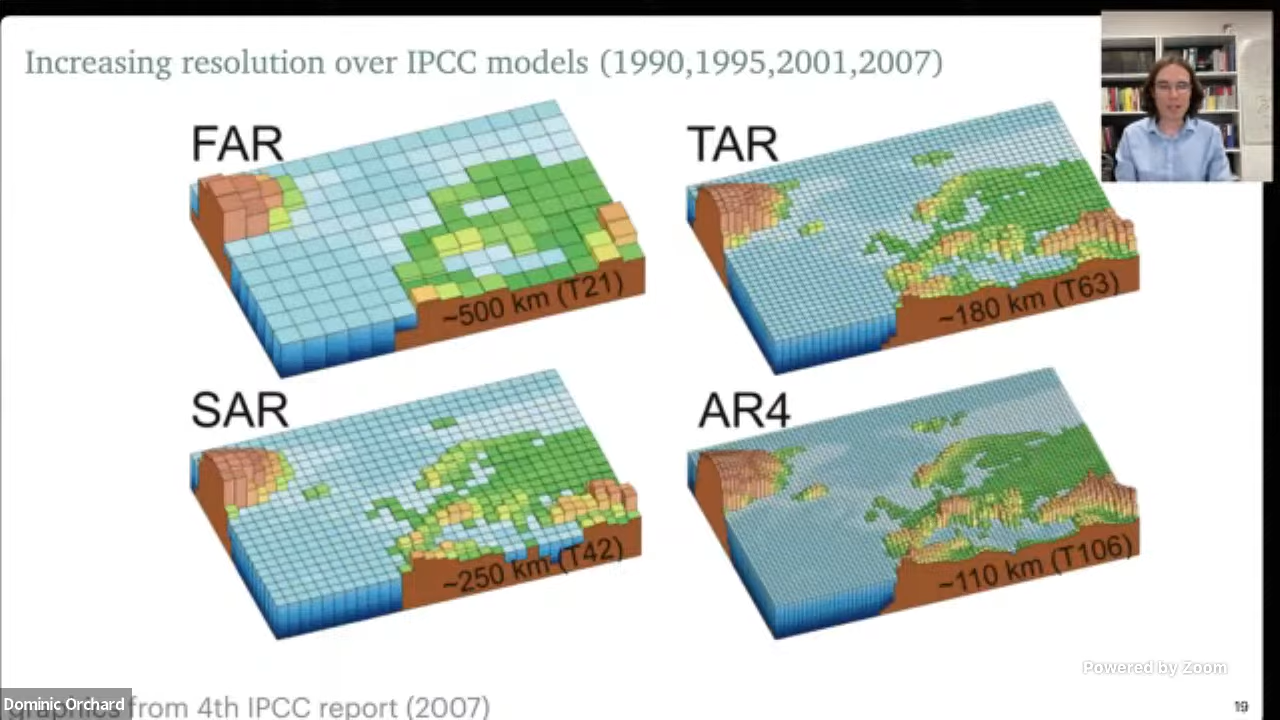 Increasing resolution over IPCC models (1990,1995,2001,2007)
FAR
~500 km (T21)
TAR
~180 km (T63)
SAR
~250 km (T42)
AR4
~110 km (T106)
Powered by Zoom
Dominic Orchard
graphics from 4th IPCC report (2007)
19